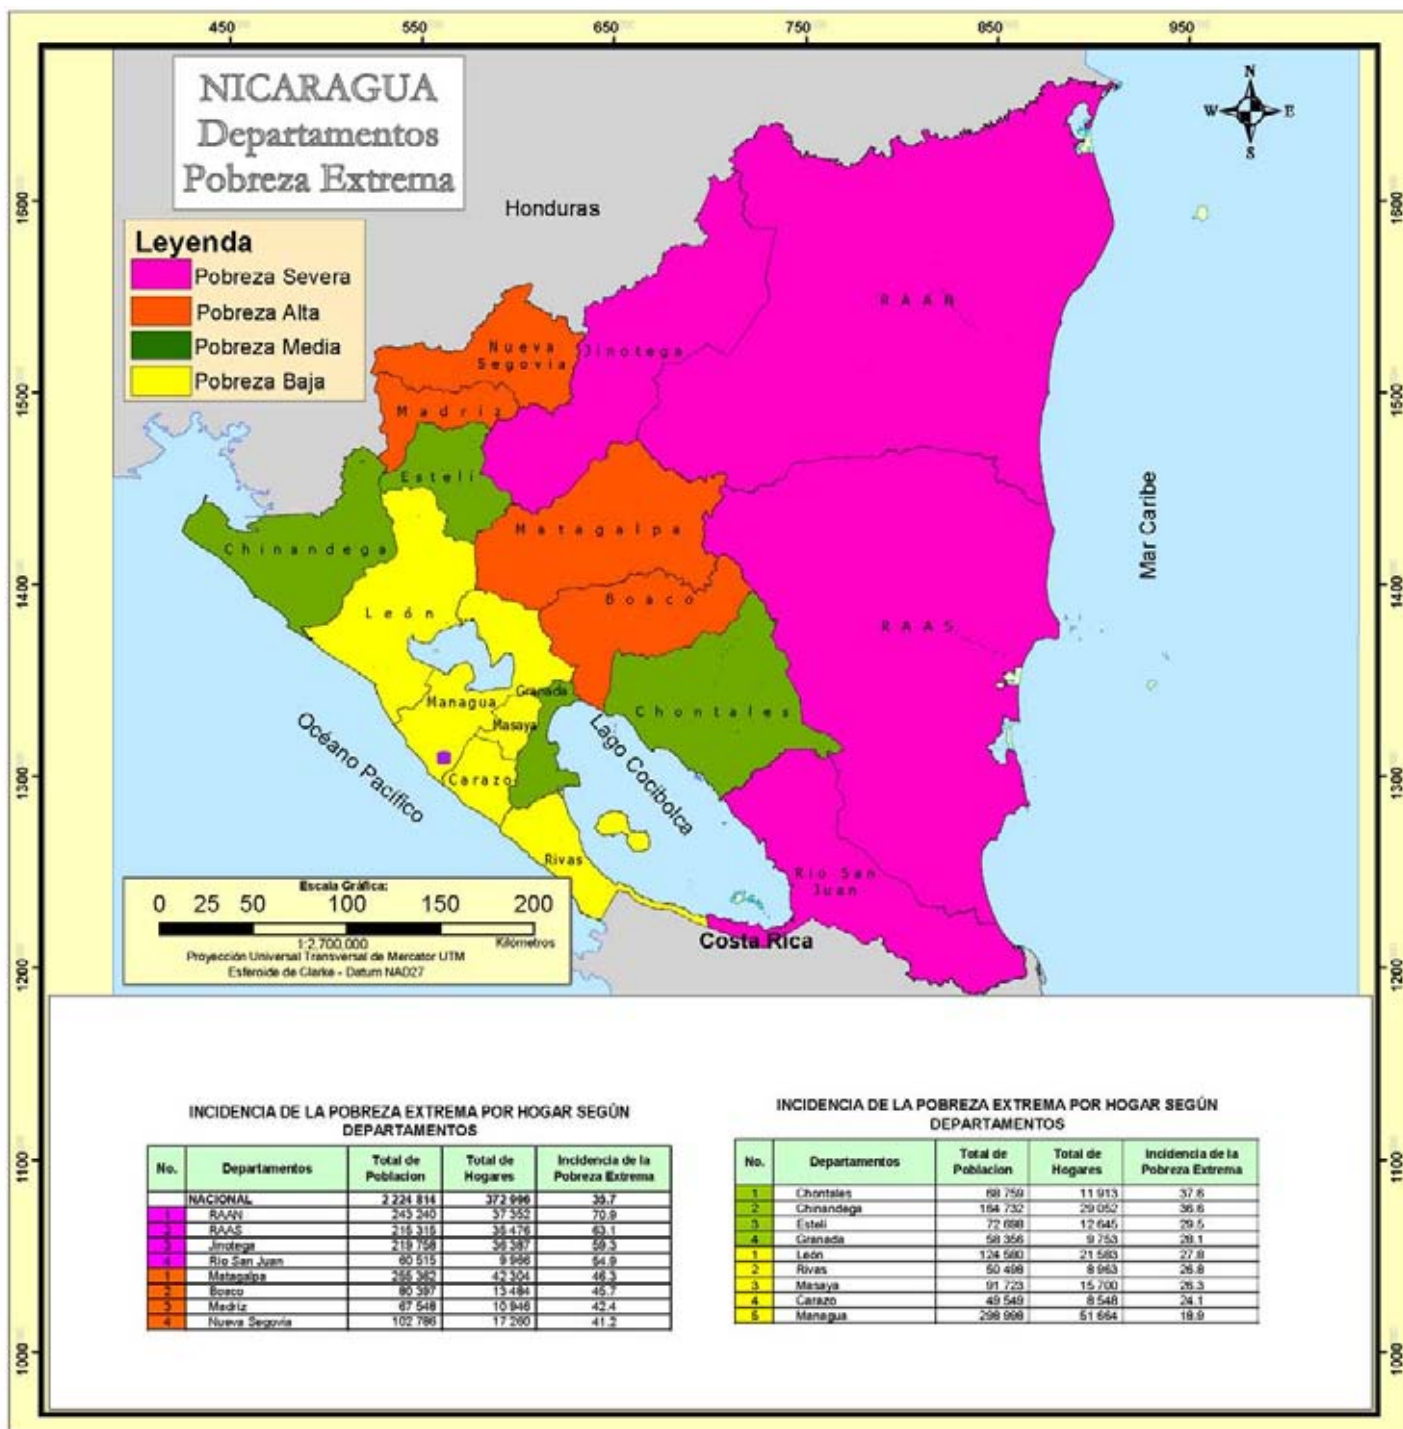 450 550 650 750 850 950
NICARAGUA
Departamentos
Pobreza Extrema
N
W E
S
Honduras
Leyenda
Pobreza Severa
Pobreza Alta
Pobreza Media
Pobreza Baja
1600 1600
1500 1500
1400 1400
1300 1300
1200 1200
1100 1100
1000 1000
RAAN
Nueva
Segovia
Jinotega
Madríz
Estelí
Matagalpa
Chinandega
Boaco
León
RAAS
Mar Caribe
Granada
Managua
Chontales
Masaya
Carazo
Océano Pacífico
Lago Cocibolca
Rivas
Río San
Juan
Costa Rica
Escala Gráfica:
0 25 50 100 150 200
1:2,700,000 Kilómetros
Proyección Universal Transversal de Mercator UTM
Esferoide de Clarke - Datum NAD27
INCIDENCIA DE LA POBREZA EXTREMA POR HOGAR SEGÚN
DEPARTAMENTOS
No. Departamentos Total de Poblacion Total de Hogares Incidencia de la Pobreza Extrema
NACIONAL 2 224 814 372 996 35.7
1 RAAN 243 240 37 352 70.9
2 RAAS 215 315 35 476 63.1
3 Jinotega 219 758 36 387 59.3
4 Río San Juan 60 515 9 966 54.9
1 Matagalpa 255 362 42 304 46.3
2 Boaco 80 397 13 484 45.7
3 Madriz 67 548 10 946 42.4
4 Nueva Segovia 102 786 17 260 41.2
INCIDENCIA DE LA POBREZA EXTREMA POR HOGAR SEGÚN
DEPARTAMENTOS
No. Departamentos Total de Poblacion Total de Hogares Incidencia de la Pobreza Extrema
1 Chontales 68 759 11 913 37.6
2 Chinandega 164 732 29 052 36.6
3 Estelí 72 698 12 645 29.5
4 Granada 58 356 9 753 28.1
1 León 124 580 21 583 27.8
2 Rivas 50 498 8 963 26.8
3 Masaya 91 723 15 700 26.3
4 Carazo 49 549 8 548 24.1
5 Managua 298 998 51 664 18.9